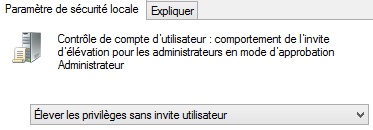 Paramètre de sécurité locale Expliquer
Contrôle de compte d'utilisateur : comportement de l'invite
d'élévation pour les administrateurs en mode d'approbation
Administrateur
Élever les privilèges sans invite utilisateur